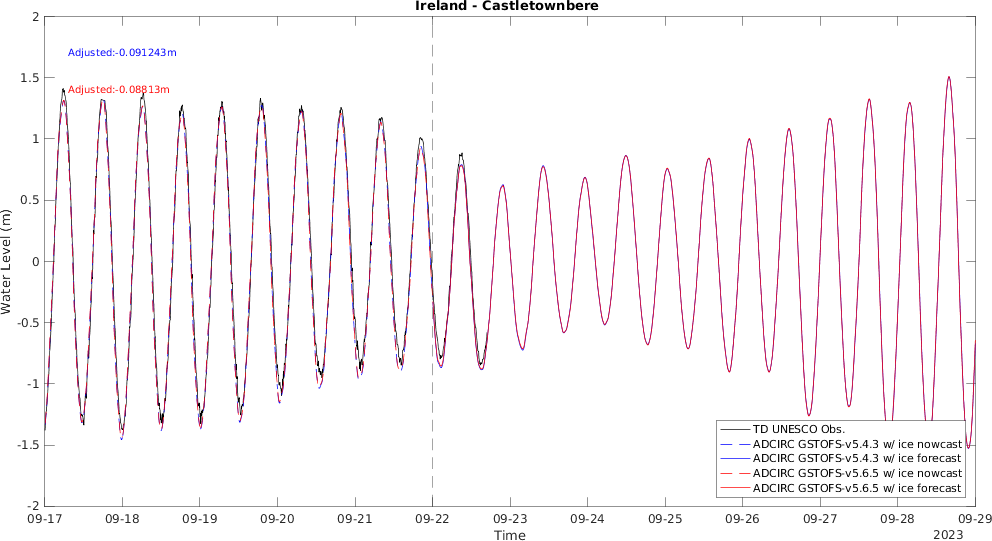 Ireland - Castletownbere
Adjusted:-0.091243m
Adjusted:-0.08813m
2
1.5
1
0.5
0
-0.5
-1
-1.5
-2
Water Level (m)
TD UNESCO Obs.
ADCIRC GSTOFS-v5.4.3 w/ ice nowcast
ADCIRC GSTOFS-v5.4.3 w/ ice forecast
ADCIRC GSTOFS-v5.6.5 w/ ice nowcast
ADCIRC GSTOFS-v5.6.5 w/ ice forecast
09-17 09-18 09-19 09-20 09-21 09-22 09-23 09-24 09-25 09-26 09-27 09-28 09-29
Time
2023